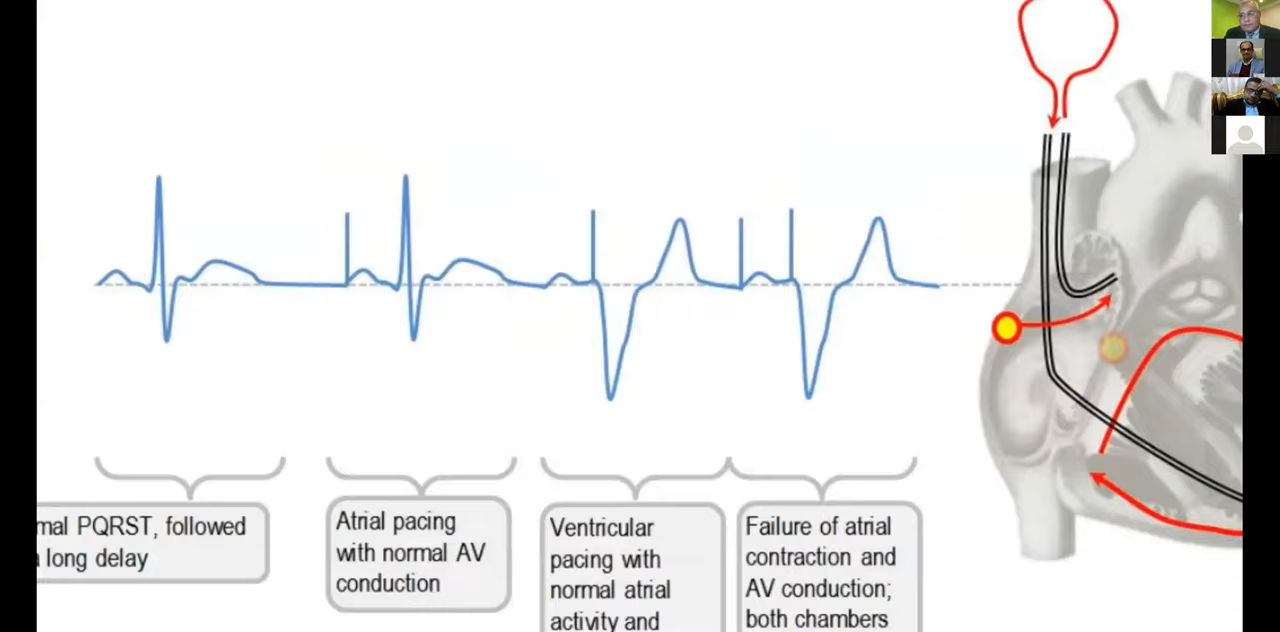 mal PQRST, followed
long delay
Atrial pacing
with normal AV
conduction
Ventricular
pacing with
normal atrial
activity and
Failure of atrial
contraction and
AV conduction;
both chambers